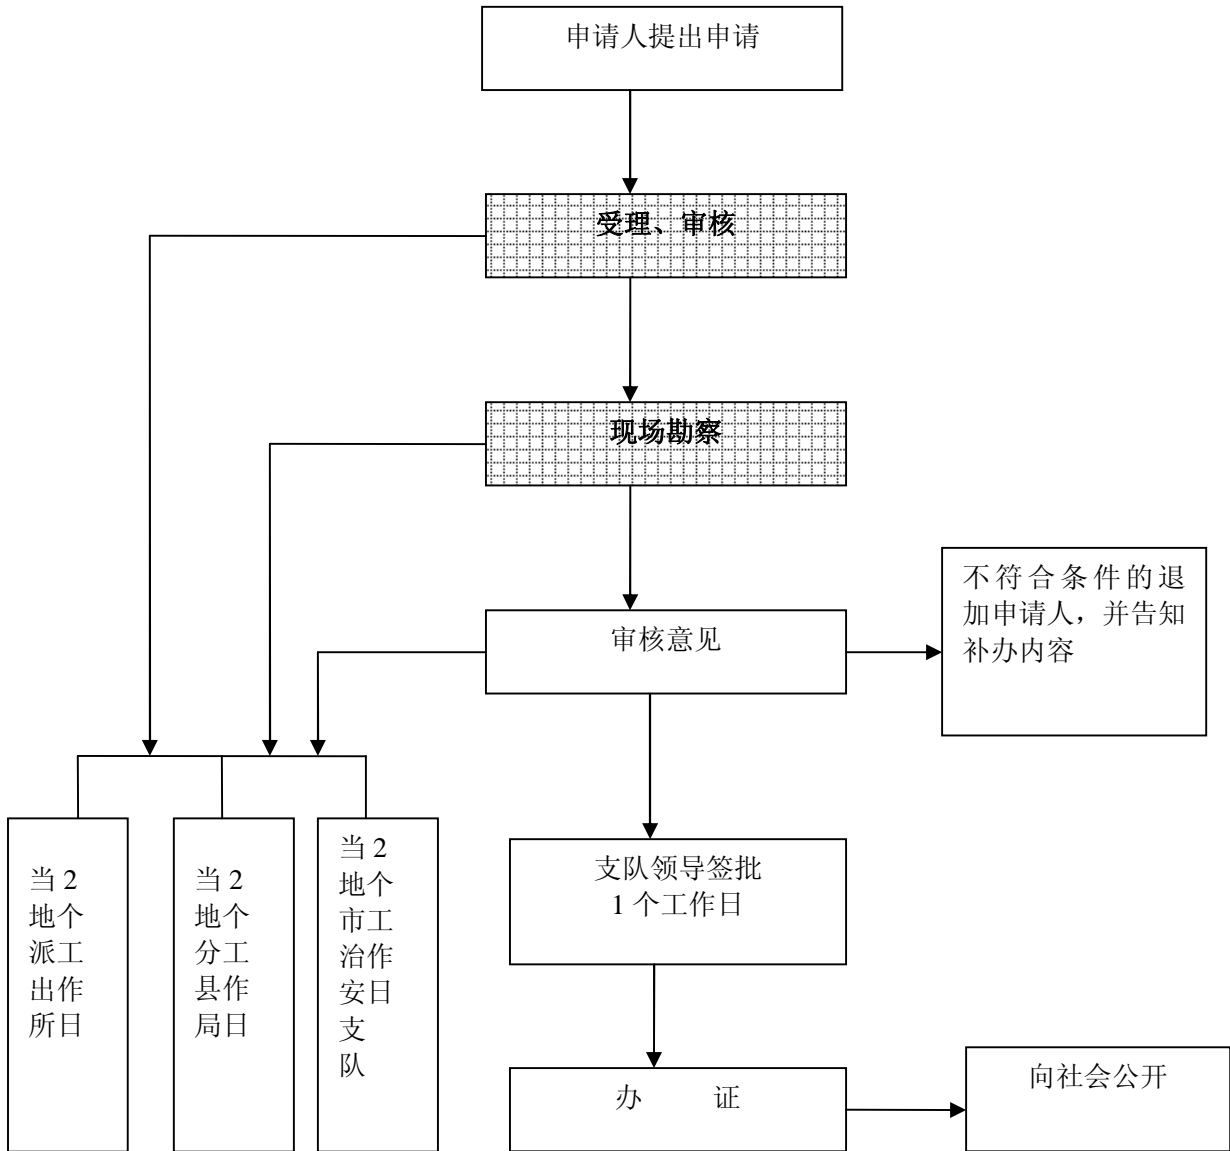 申请人提出申请
受理、审核
现场勘察
审核意见
不符合条件的退
加申请人，并告知
补办内容
当 2
地个
派工
出作
所日
当 2
地个
分工
县作
局日
当 2
地个
市工
治作
安日
支
队
支队领导签批
1 个工作日
办 证
向社会公开